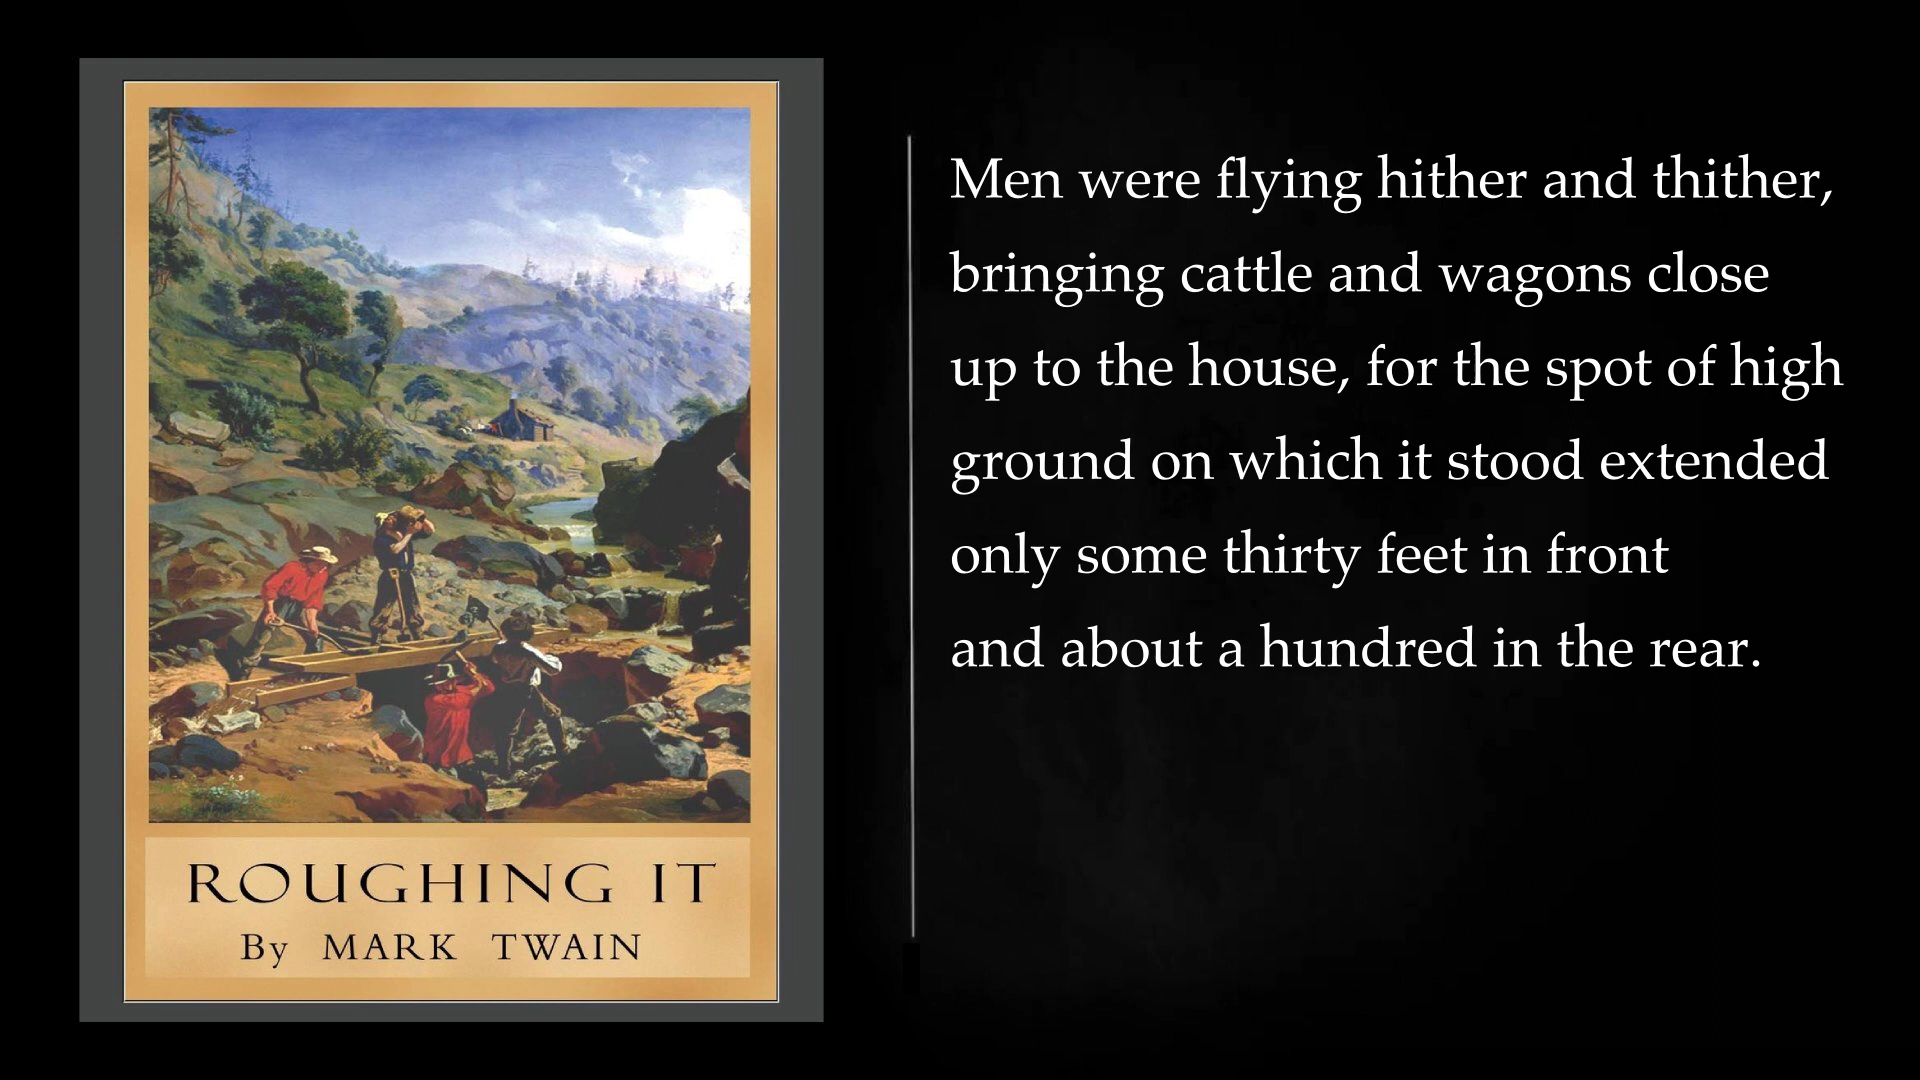 Men were flying hither and thither,
bringing cattle and wagons close
up to the house, for the spot of high
ground on which it stood extended
only some thirty feet in front
and about a hundred in the rear.
ROUGHING IT
By MARK TWAIN